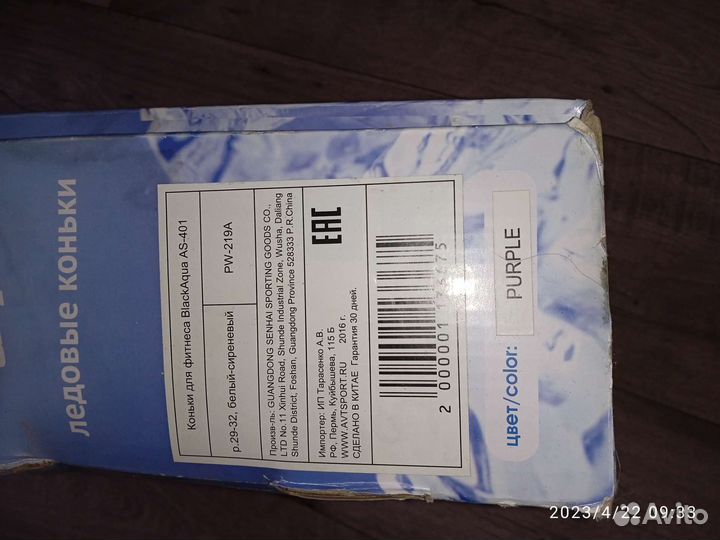 ледовые коньки
Коньки для фитнеса BlackAqua AS-401
р.29-32, белый-сиреневый
PW-219A
Произв-ль: GUANGDONG SENHAI SPORTING GOODS CO.,
LTD No.11 Xinhui Road, Shunde Industrial Zone, Wusha, Daliang
Shunde District, Foshan, Guangdong Province 528333 P.R.China
Импортер: ИП Тарасенко А.В.
РФ, Пермь, Куйбышева, 115 Б
WWW.AVTSPORT.RU 2016 г.
СДЕЛАНО В КИТАЕ Гарантия 30 дней.
EAC
цвет/color:
PURPLE
2023/4/22 09:33
Avito